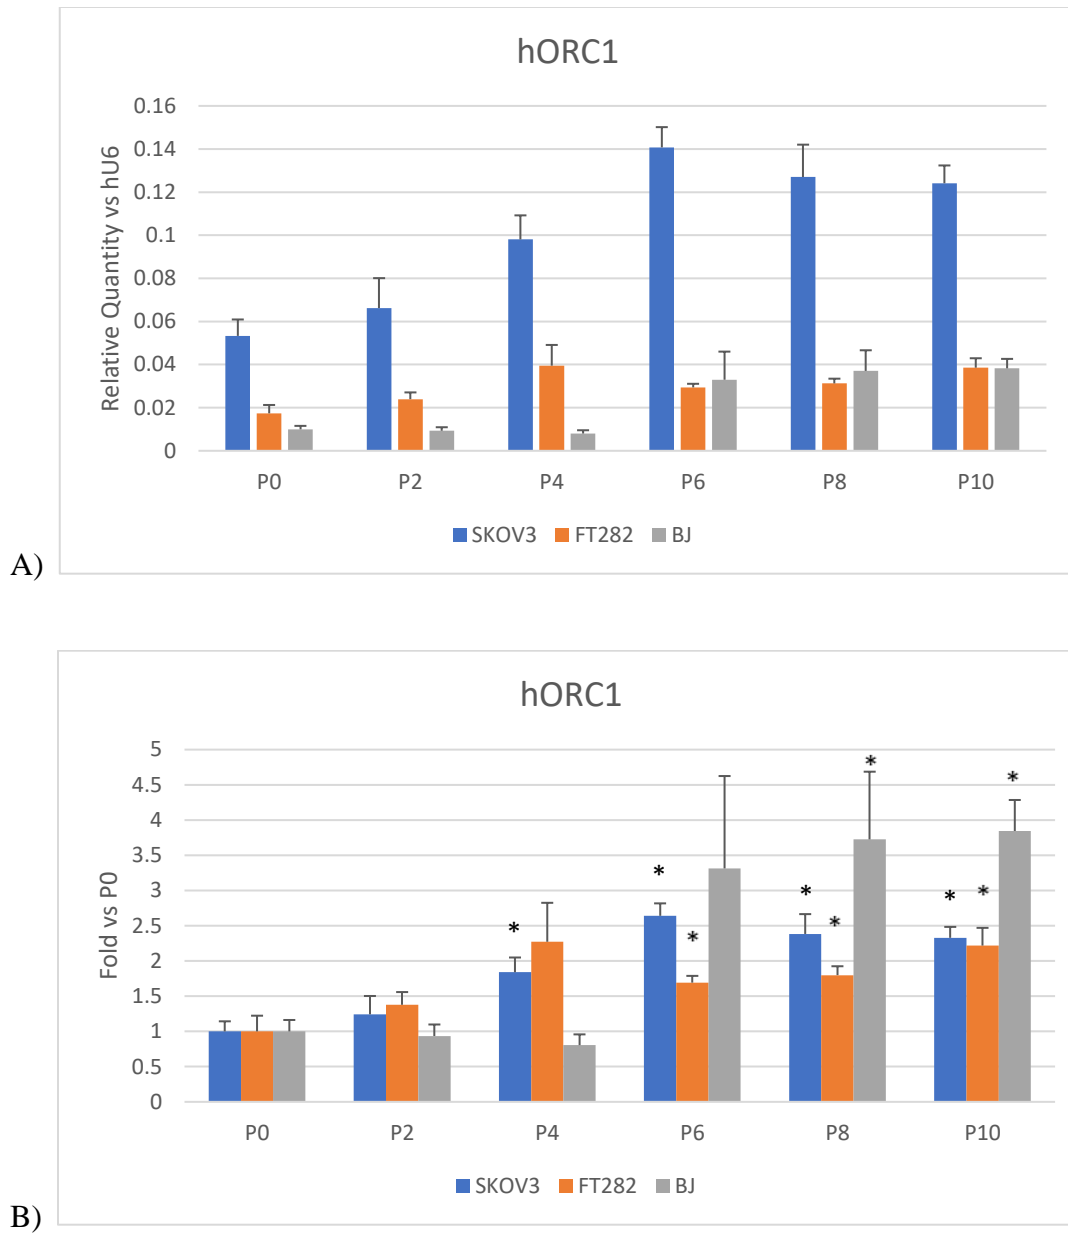 hORC1
Relative Quantity vs hU6
0.16
0.14
0.12
0.1
0.08
0.06
0.04
0.02
0
P0 P2 P4 P6 P8 P10
SKOV3 FT282 BJ
A)
hORC1
Fold vs P0
5
4.5
4
3.5
3
2.5
2
1.5
1
0.5
0
* * * * * * * * *
P0 P2 P4 P6 P8 P10
SKOV3 FT282 BJ
B)